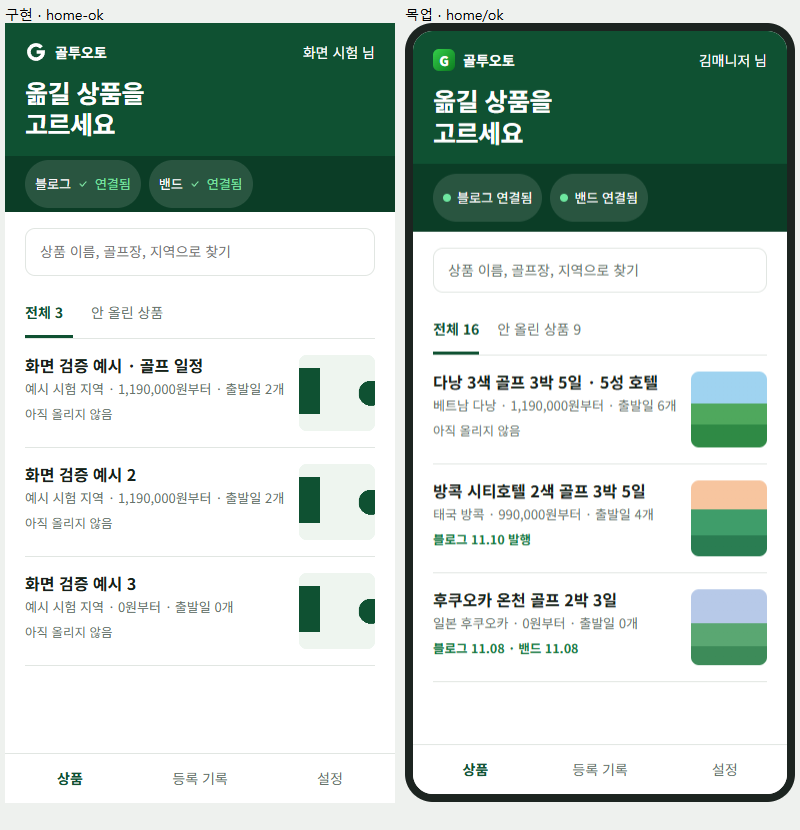 구현 · home-ok
G 골투오토
화면 시험 님
옮길 상품을
고르세요
블로그 ✓ 연결됨
밴드 ✓ 연결됨
상품 이름, 골프장, 지역으로 찾기
전체 3
안 올린 상품
화면 검증 예시 · 골프 일정
예시 시험 지역 · 1,190,000원부터 · 출발일 2개
아직 올리지 않음
화면 검증 예시 2
예시 시험 지역 · 1,190,000원부터 · 출발일 2개
아직 올리지 않음
화면 검증 예시 3
예시 시험 지역 · 0원부터 · 출발일 0개
아직 올리지 않음
상품
등록 기록
설정
목업 · home/ok
G 골투오토
김매니저 님
옮길 상품을
고르세요
블로그 연결됨
밴드 연결됨
상품 이름, 골프장, 지역으로 찾기
전체 16
안 올린 상품 9
다낭 3색 골프 3박 5일 · 5성 호텔
베트남 다낭 · 1,190,000원부터 · 출발일 6개
아직 올리지 않음
방콕 시티호텔 2색 골프 3박 5일
태국 방콕 · 990,000원부터 · 출발일 4개
블로그 11.10 발행
후쿠오카 온천 골프 2박 3일
일본 후쿠오카 · 0원부터 · 출발일 0개
블로그 11.08 · 밴드 11.08
상품
등록 기록
설정